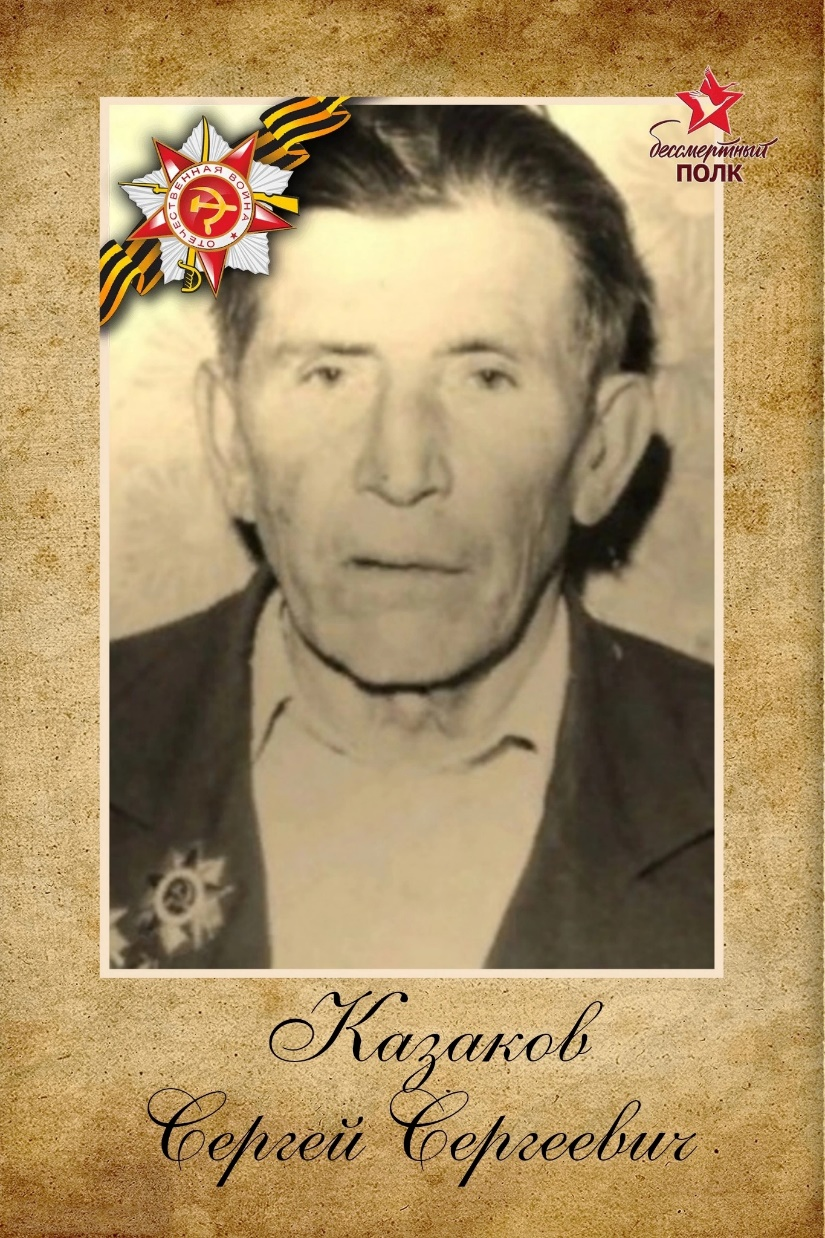 ОТЕЧЕСТВЕННАЯ ВОЙНА
бессмертный
ПОЛК
Казаков
Сергей Сергеевич